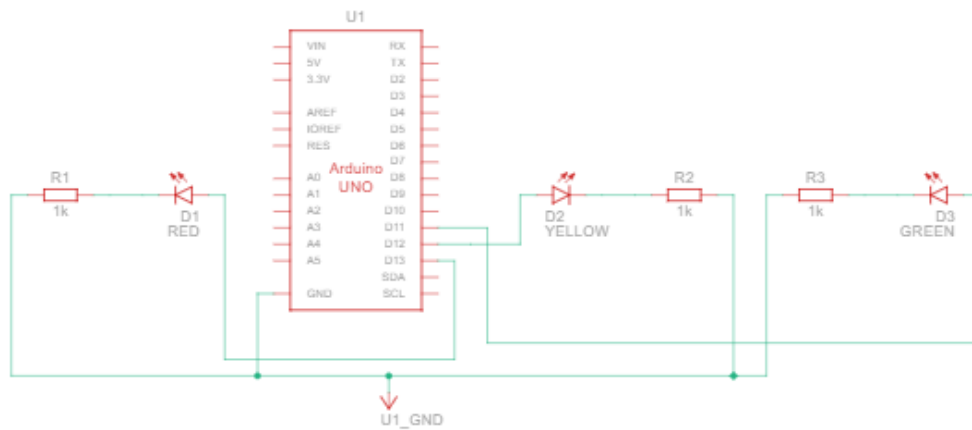 U1
VIN
5V
3.3V
AREF
IOREF
RES
A0
A1
A2
A3
A4
A5
GND
Arduino
UNO
RX
TX
D2
D3
D4
D5
D6
D7
D8
D9
D10
D11
D12
D13
SDA
SCL
R1
1k
D1
RED
D2
YELLOW
R2
1k
R3
1k
D3
GREEN
U1_GND